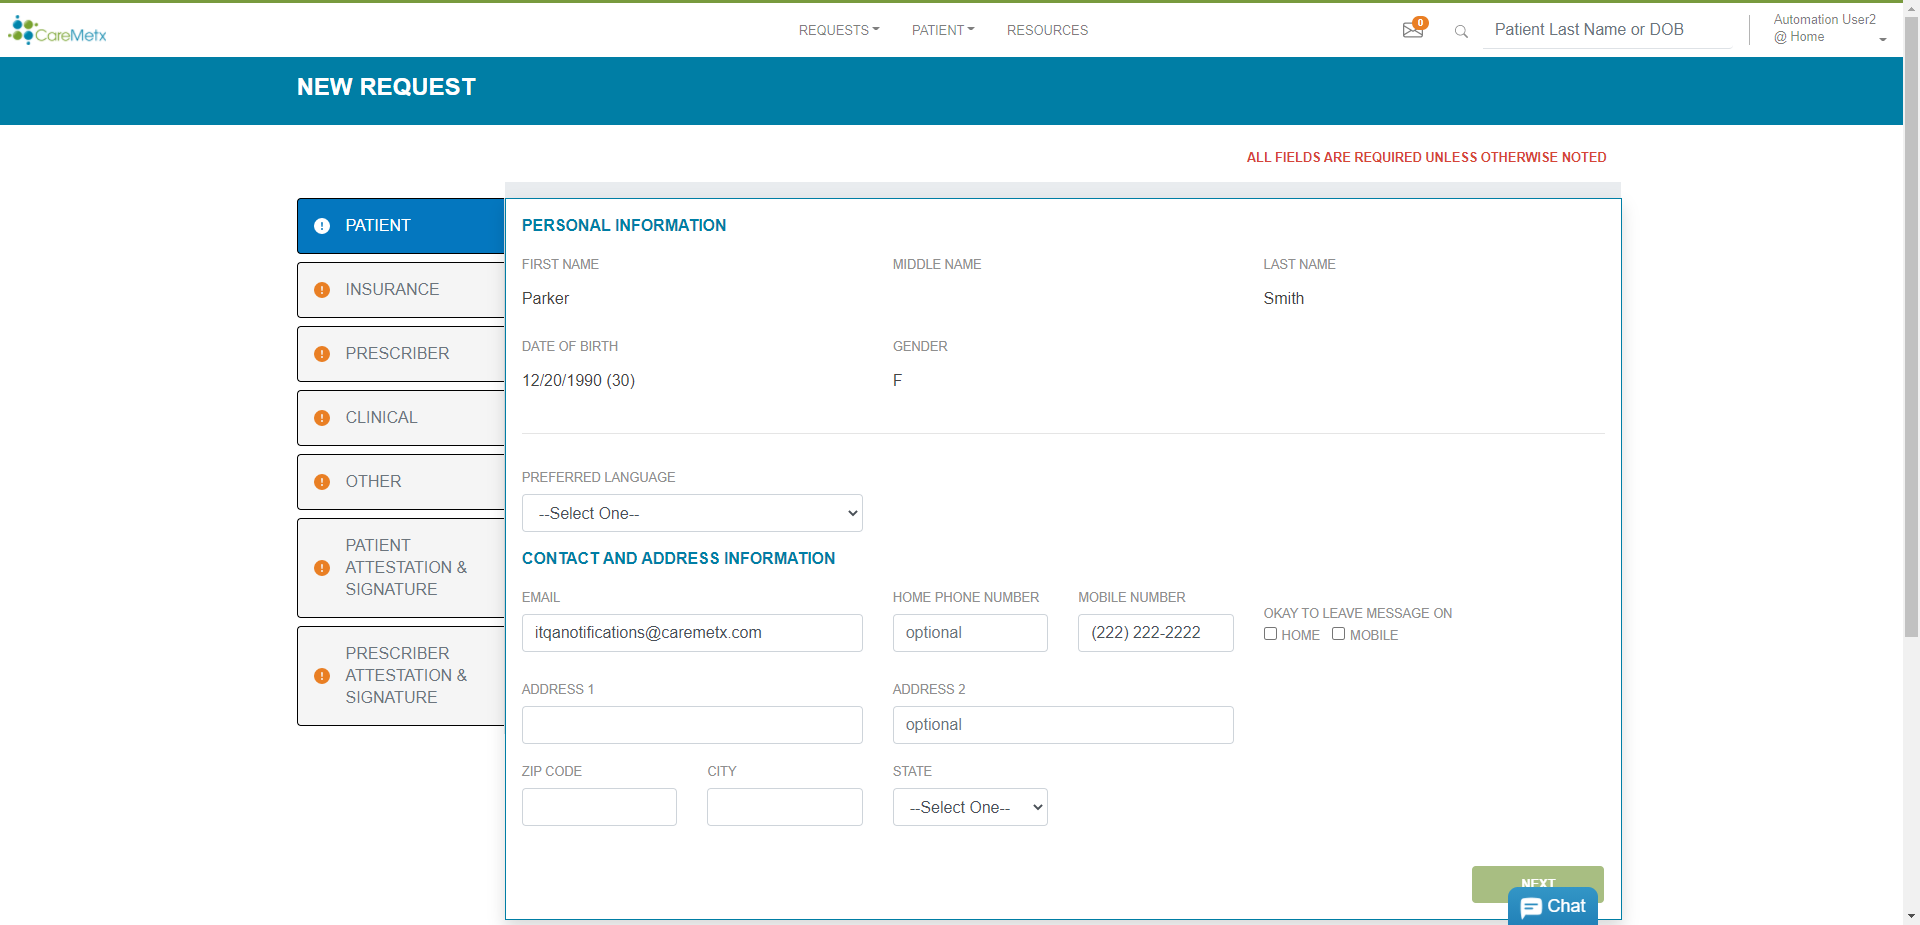 CareMetx
REQUESTS
PATIENT
RESOURCES
0
Patient Last Name or DOB
Automation User2
@ Home
NEW REQUEST
ALL FIELDS ARE REQUIRED UNLESS OTHERWISE NOTED
PATIENT
INSURANCE
PRESCRIBER
CLINICAL
OTHER
PATIENT
ATTESTATION &
SIGNATURE
PRESCRIBER
ATTESTATION &
SIGNATURE
PERSONAL INFORMATION
FIRST NAME
MIDDLE NAME
LAST NAME
Parker
Smith
DATE OF BIRTH
GENDER
12/20/1990 (30)
F
PREFERRED LANGUAGE
--Select One--
CONTACT AND ADDRESS INFORMATION
EMAIL
HOME PHONE NUMBER
MOBILE NUMBER
OKAY TO LEAVE MESSAGE ON
itqanotifications@caremetx.com
optional
(222) 222-2222
HOME
MOBILE
ADDRESS 1
ADDRESS 2
optional
ZIP CODE
CITY
STATE
--Select One--
NEXT
Chat